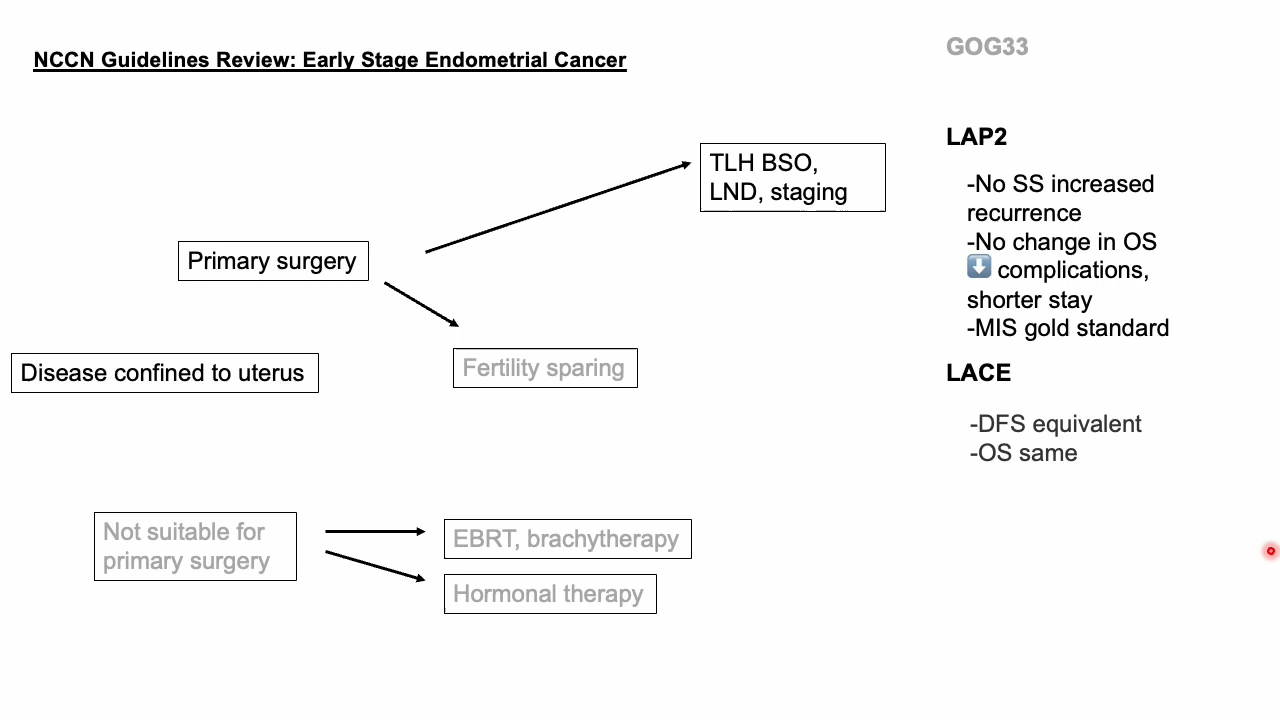 NCCN Guidelines Review: Early Stage Endometrial Cancer
GOG33
LAP2
TLH BSO,
LND, staging
-No SS increased
recurrence
-No change in OS
⬇️ complications,
shorter stay
-MIS gold standard
Primary surgery
Fertility sparing
Disease confined to uterus
LACE
-DFS equivalent
-OS same
Not suitable for
primary surgery
EBRT, brachytherapy
Hormonal therapy